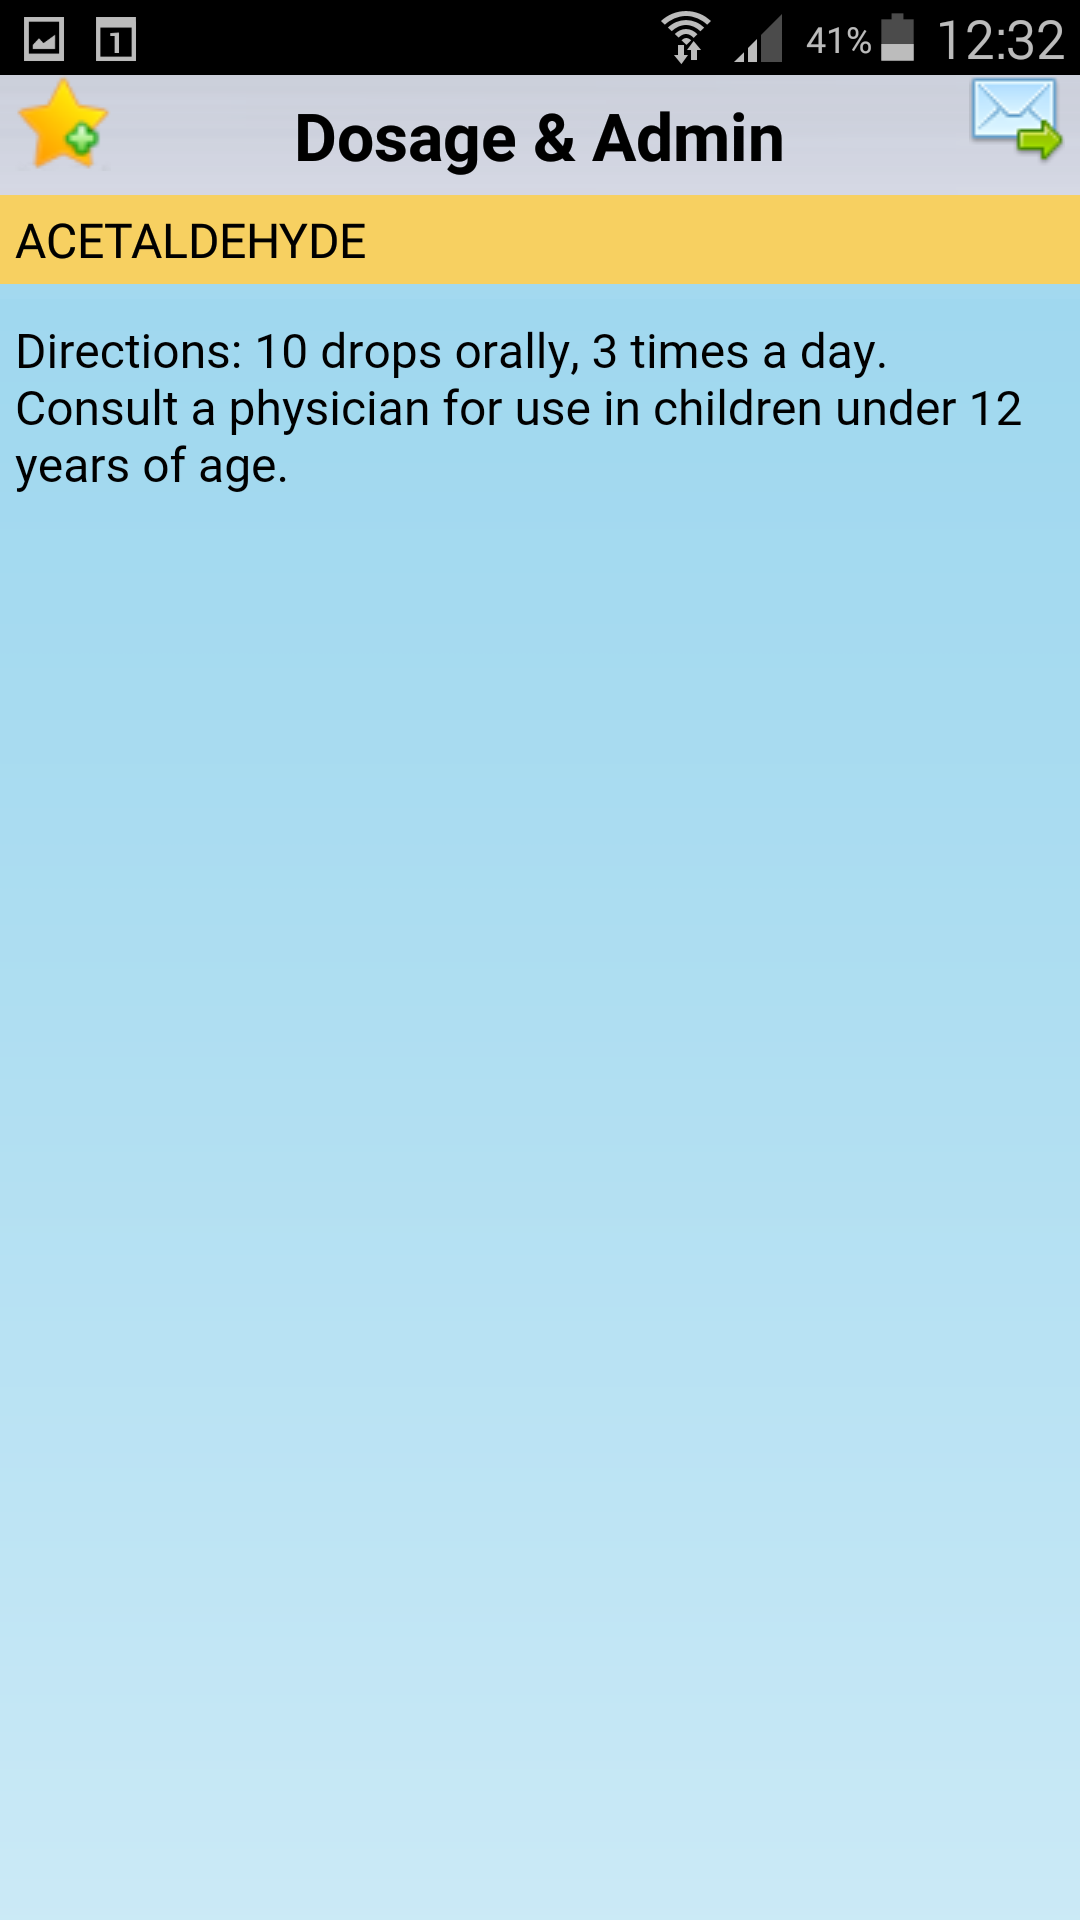 1
41%
12:32
Dosage & Admin
ACETALDEHYDE
Directions: 10 drops orally, 3 times a day.
Consult a physician for use in children under 12
years of age.